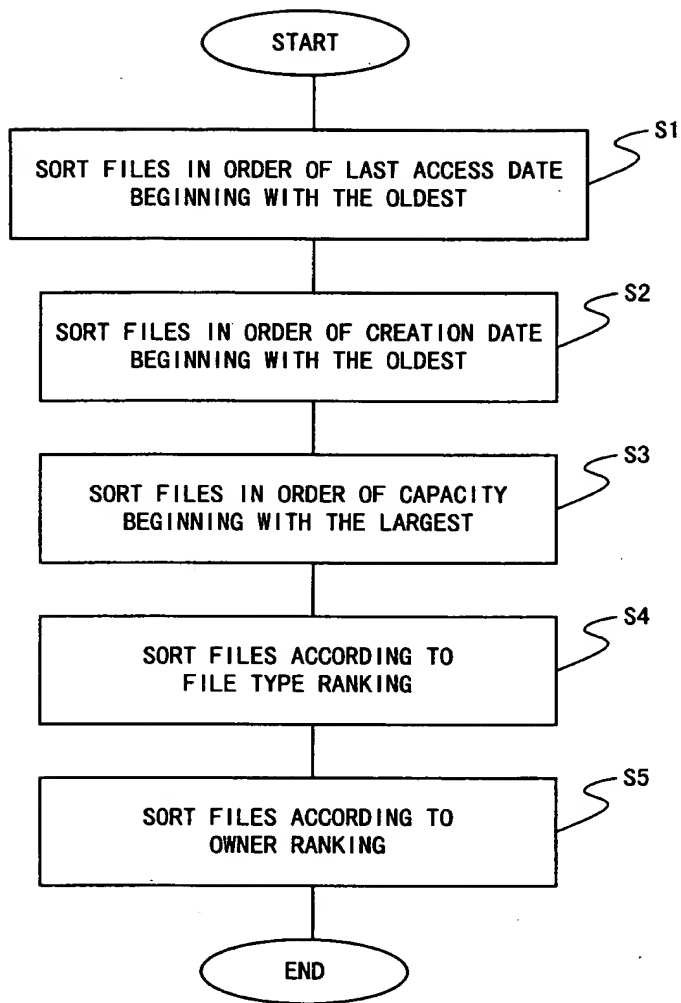 START
S1
SORT FILES IN ORDER OF LAST ACCESS DATE
BEGINNING WITH THE OLDEST
S2
SORT FILES IN ORDER OF CREATION DATE
BEGINNING WITH THE OLDEST
S3
SORT FILES IN ORDER OF CAPACITY
BEGINNING WITH THE LARGEST
S4
SORT FILES ACCORDING TO
FILE TYPE RANKING
S5
SORT FILES ACCORDING TO
OWNER RANKING
END